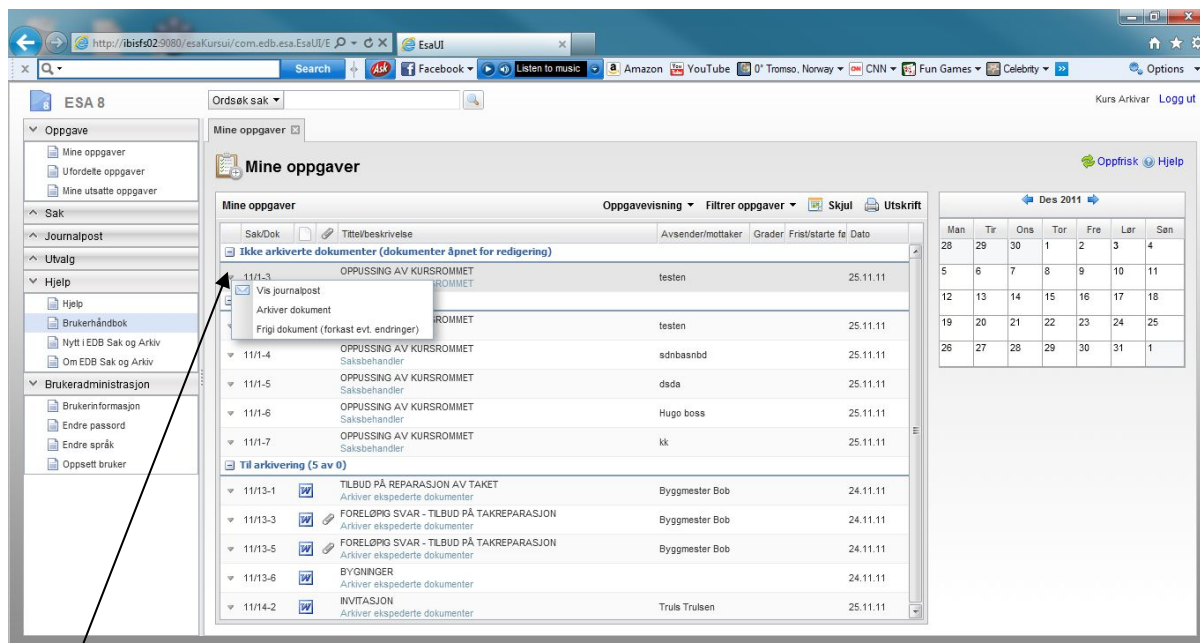 http://ibisfs02:9080/esaKursui/com.edb.esa.EsaUI/E
EsaUI
Search
Ask
Facebook
Listen to music
Amazon
YouTube
0° Tromso, Norway
CNN
Fun Games
Celebrity
Options
ESA 8
Ordsøk sak
Kurs Arkivar Logg ut
Oppgave
Mine oppgaver
Ufordelte oppgaver
Mine utsatte oppgaver
Sak
Journalpost
Utvalg
Hjelp
Hjelp
Brukerhåndbok
Nytt i EDB Sak og Arkiv
Om EDB Sak og Arkiv
Brukeradministrasjon
Brukerinformasjon
Endre passord
Endre språk
Oppsett bruker
Mine oppgaver
Mine oppgaver
Oppfrisk Hjelp
Mine oppgaver Oppgavevisning Filtrer oppgaver Skjul Utskrift
Sak/Dok Tittel/beskrivelse Avsender/mottaker Grader Frist/starte fø Dato
Ikke arkiverte dokumenter (dokumenter åpnet for redigering)
11/1-3 OPPUSSING AV KURSROMMET testen 25.11.11
ROMMET
Vis journalpost
Arkiver dokument
Frigi dokument (forkast evt. endringer)
ROMMET testen 25.11.11
11/1-4 OPPUSSING AV KURSROMMET sdnbasnbd 25.11.11
Saksbehandler
11/1-5 OPPUSSING AV KURSROMMET dsda 25.11.11
Saksbehandler
11/1-6 OPPUSSING AV KURSROMMET Hugo boss 25.11.11
Saksbehandler
11/1-7 OPPUSSING AV KURSROMMET kk 25.11.11
Saksbehandler
Til arkivering (5 av 0)
11/13-1 TILBUD PÅ REPARASJON AV TAKET Byggmester Bob 24.11.11
Arkiver ekspederte dokumenter
11/13-3 FORELØPIG SVAR - TILBUD PÅ TAKREPARASJON Byggmester Bob 24.11.11
Arkiver ekspederte dokumenter
11/13-5 FORELØPIG SVAR - TILBUD PÅ TAKREPARASJON Byggmester Bob 24.11.11
Arkiver ekspederte dokumenter
11/13-6 BYGNINGER 24.11.11
Arkiver ekspederte dokumenter
11/14-2 INVITASJON Truls Trulsen 25.11.11
Arkiver ekspederte dokumenter
Des 2011
Man Tir Ons Tor Fre Lør Søn
28 29 30 1 2 3 4
5 6 7 8 9 10 11
12 13 14 15 16 17 18
19 20 21 22 23 24 25
26 27 28 29 30 31 1